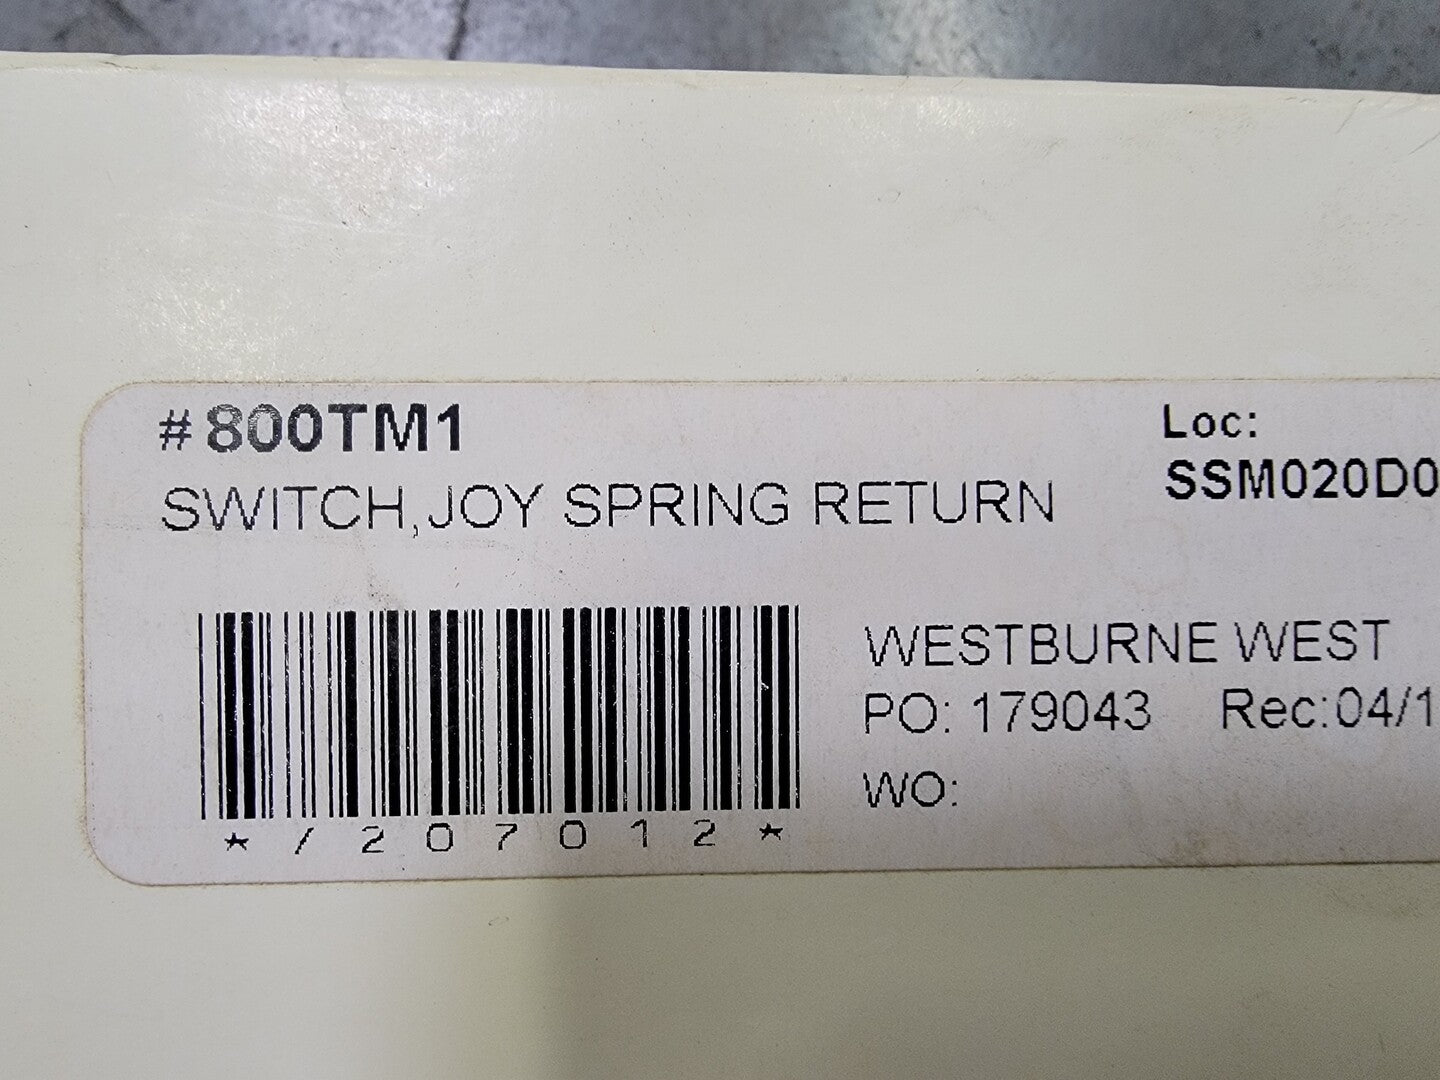 #800TM1
SWITCH,JOY SPRING RETURN
Loc:
SSM020D0
WESTBURNE WEST
PO: 179043 Rec:04/1
WO:
*/207012*